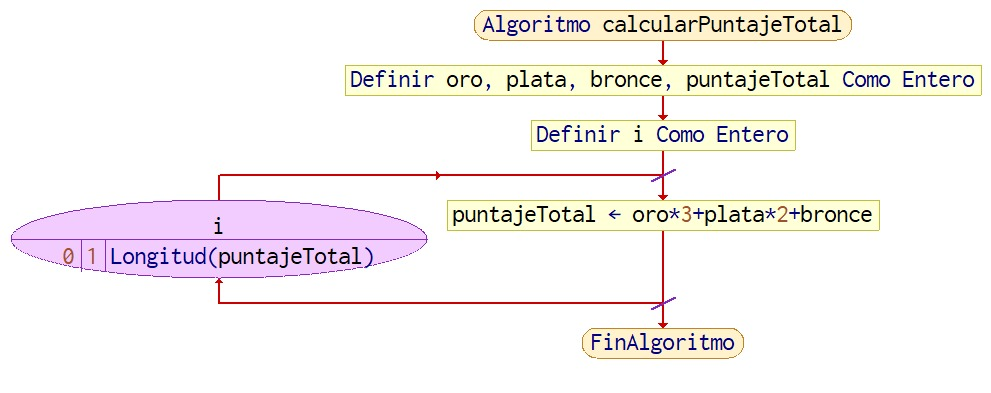 Algoritmo calcularPuntajeTotal
Definir oro, plata, bronce, puntajeTotal Como Entero
Definir i Como Entero
puntajeTotal ← oro*3+plata*2+bronce
i
0 1 Longitud(puntajeTotal)
FinAlgoritmo